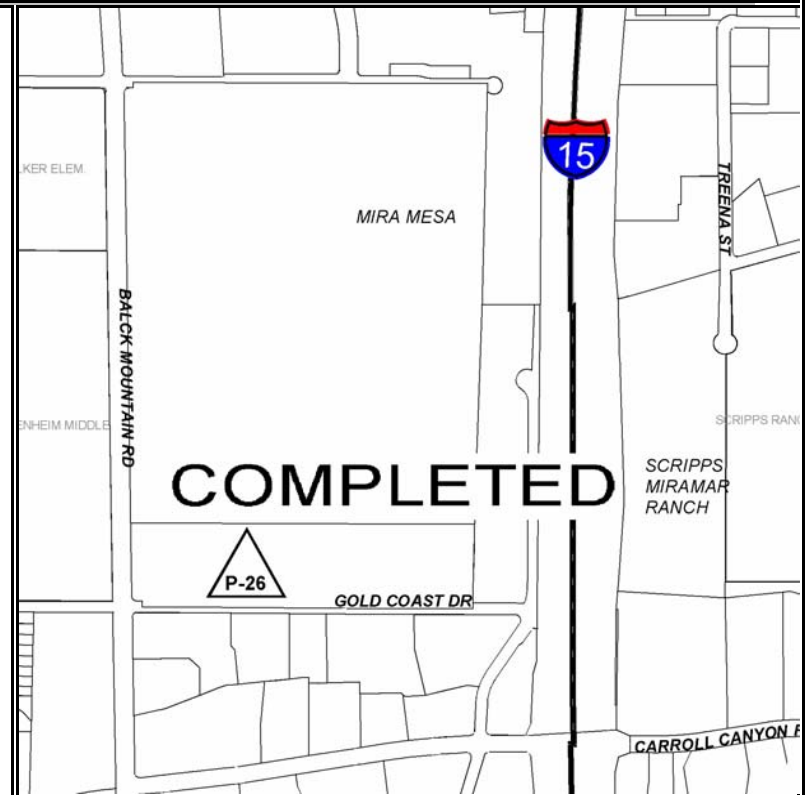 15
LKER ELEM.
MIRA MESA
TREENA ST
BALCK MOUNTAIN RD
ENHEIM MIDDLE
SCRIPPS RAN
COMPLETED
SCRIPPS
MIRAMAR
RANCH
P-26
GOLD COAST DR
CARROLL CANYON